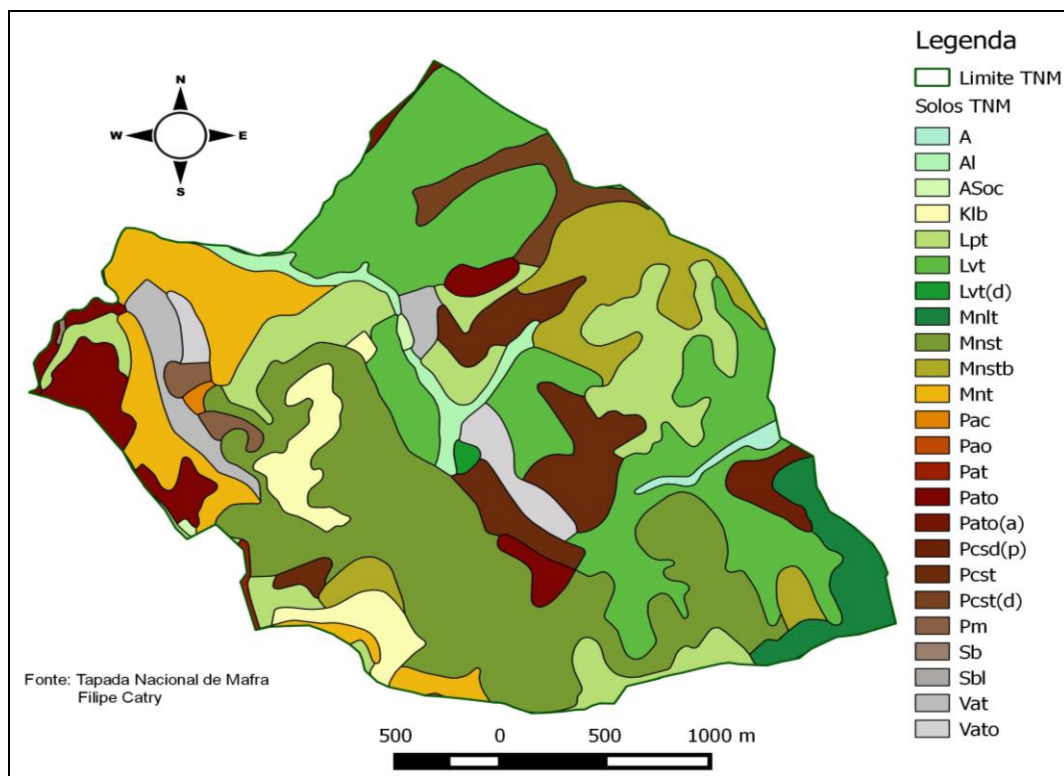 Legenda
Limite TNM
Solos TNM
A
Al
ASoc
Klb
Lpt
Lvt
Lvt(d)
Mnlt
Mnst
Mnstb
Mnt
Pac
Pao
Pat
Pato
Pato(a)
Pcsd(p)
Pcst
Pcst(d)
Pm
Sb
Sbl
Vat
Vato
N
W E
S
Fonte: Tapada Nacional de Mafra
Filipe Catry
500 0 500 1000 m